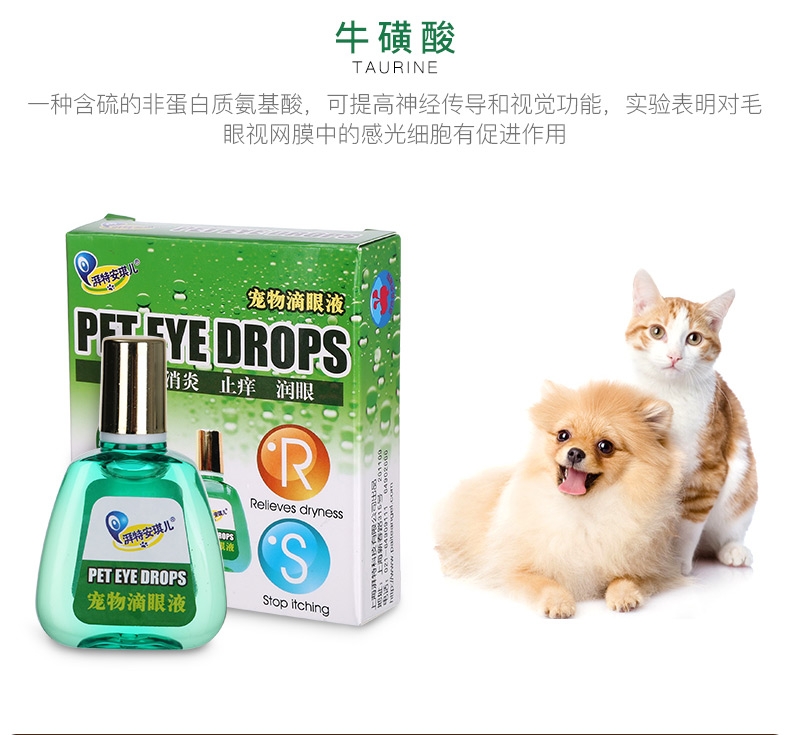 牛磺酸
TAURINE
一种含硫的非蛋白质氨基酸，可提高神经传导和视觉功能，实验表明对毛
眼视网膜中的感光细胞有促进作用
湃特安琪儿®
宠物滴眼液
PET EYE DROPS
消炎 止痒 润眼
R
Relieves dryness
S
Stop itching
湃特安琪儿®
PET EYE DROPS
宠物滴眼液